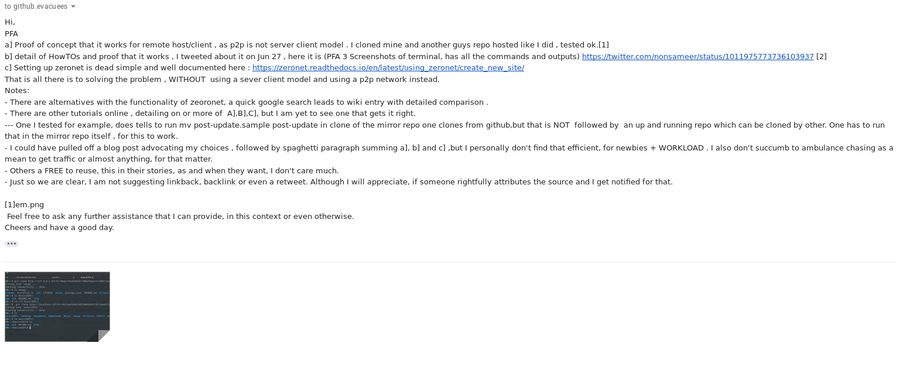 to github.evacuees
Hi,
PFA
a] Proof of concept that it works for remote host/client , as p2p is not server client model . I cloned mine and another guys repo hosted like I did , tested ok.[1]
b] detail of HowTOs and proof that it works , I tweeted about it on Jun 27 , here it is (PFA 3 Screenshots of terminal, has all the commands and outputs) https://twitter.com/nonsameer/status/1011975773736103937 [2]
c] Setting up zeronet is dead simple and well documented here : https://zeronet.readthedocs.io/en/latest/using_zeronet/create_new_site/
That is all there is to solving the problem , WITHOUT using a sever client model and using a p2p network instead.
Notes:
- There are alternatives with the functionality of zeoronet, a quick google search leads to wiki entry with detailed comparison .
- There are other tutorials online , detailing on or more of A],B],C], but I am yet to see one that gets it right.
--- One I tested for example, does tells to run mv post-update.sample post-update in clone of the mirror repo one clones from github,but that is NOT followed by an up and running repo which can be cloned by other. One has to run
that in the mirror repo itself , for this to work.
- I could have pulled off a blog post advocating my choices , followed by spaghetti paragraph summing a], b] and c] ,but I personally don't find that efficient, for newbies + WORKLOAD . I also don't succumb to ambulance chasing as a
mean to get traffic or almost anything, for that matter.
- Others a FREE to reuse, this in their stories, as and when they want, I don't care much.
- Just so we are clear, I am not suggesting linkback, backlink or even a retweet. Although I will appreciate, if someone rightfully attributes the source and I get notified for that.
[1]em.png
Feel free to ask any further assistance that I can provide, in this context or even otherwise.
Cheers and have a good day.